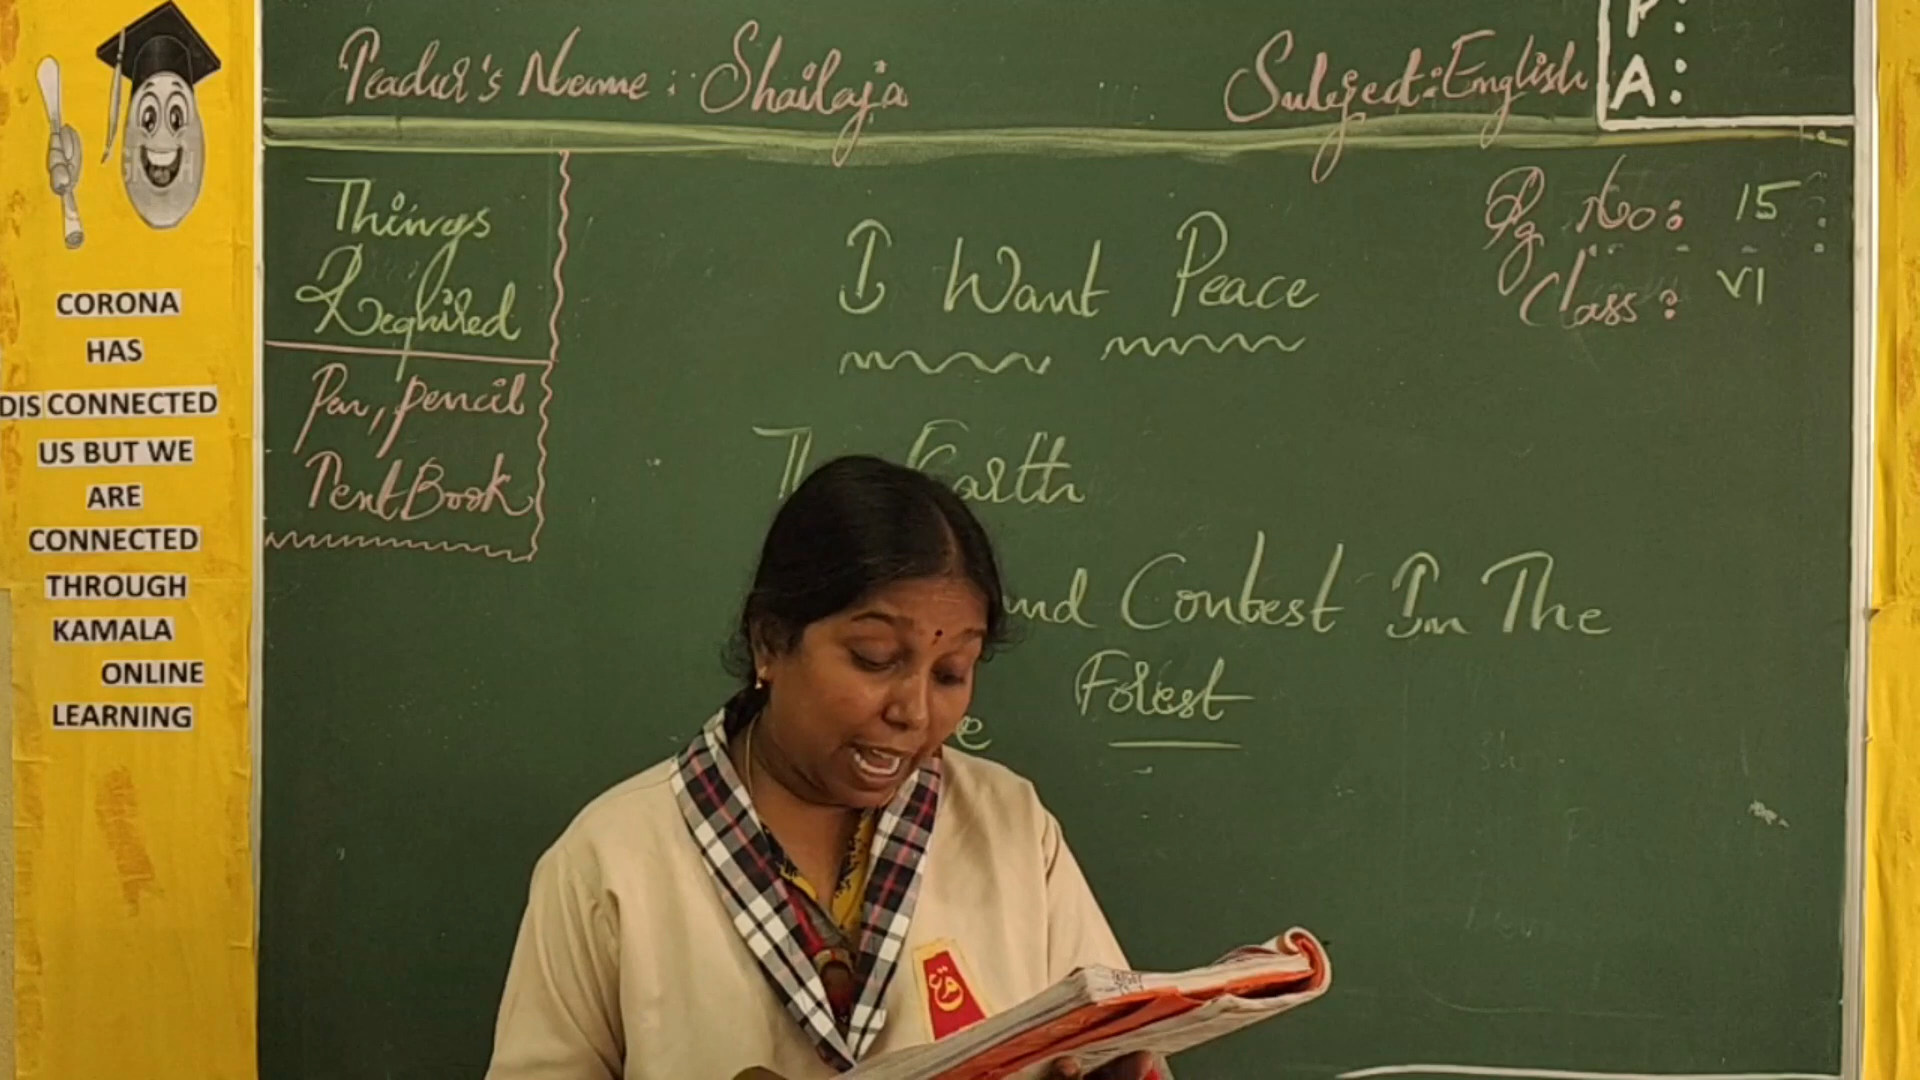 Teacher's Name : Shailaja
Subject: English
P:
A:
CORONA
HAS
DIS CONNECTED
US BUT WE
ARE
CONNECTED
THROUGH
KAMALA
ONLINE
LEARNING
Things
Required
Pen, pencil
Text Book
I Want Peace
Pg No: 15
Class: VI
Earth
Contest In The
Forest